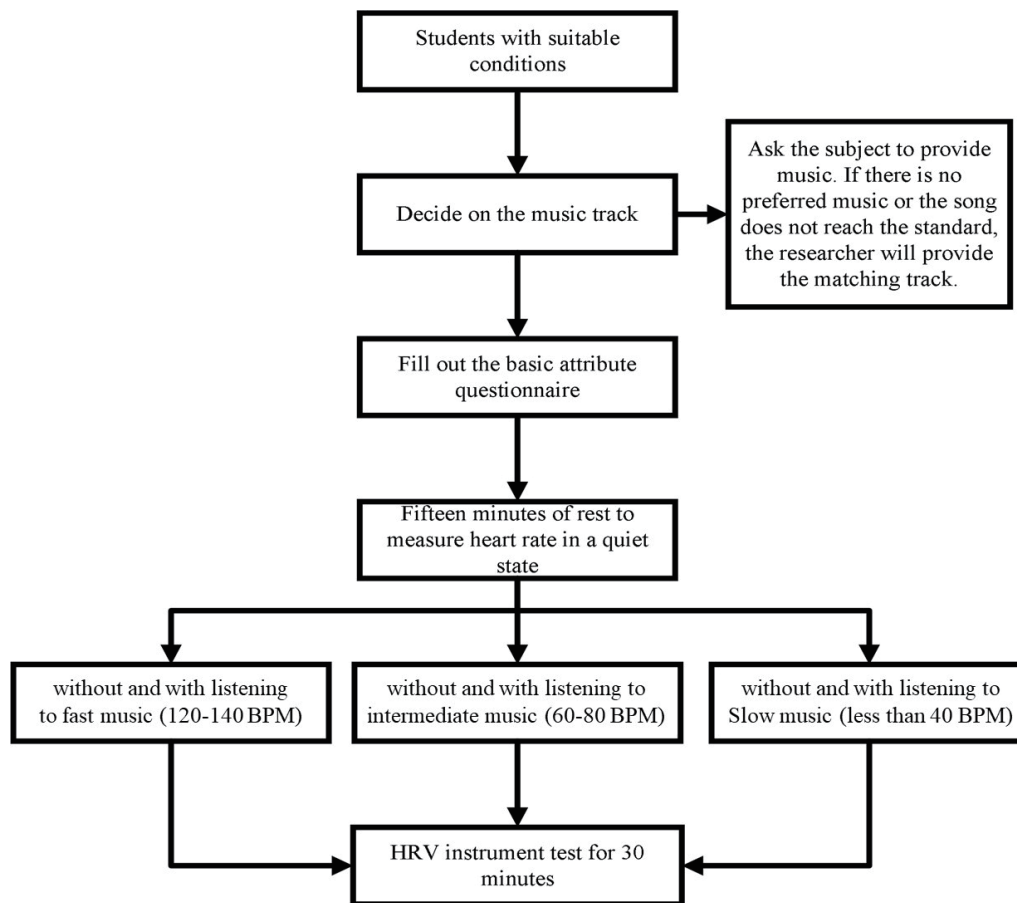 Students with suitable
conditions
Decide on the music track
Ask the subject to provide
music. If there is no
preferred music or the song
does not reach the standard,
the researcher will provide
the matching track.
Fill out the basic attribute
questionnaire
Fifteen minutes of rest to
measure heart rate in a quiet
state
without and with listening
to fast music (120-140 BPM)
without and with listening to
intermediate music (60-80 BPM)
without and with listening to
Slow music (less than 40 BPM)
HRV instrument test for 30
minutes